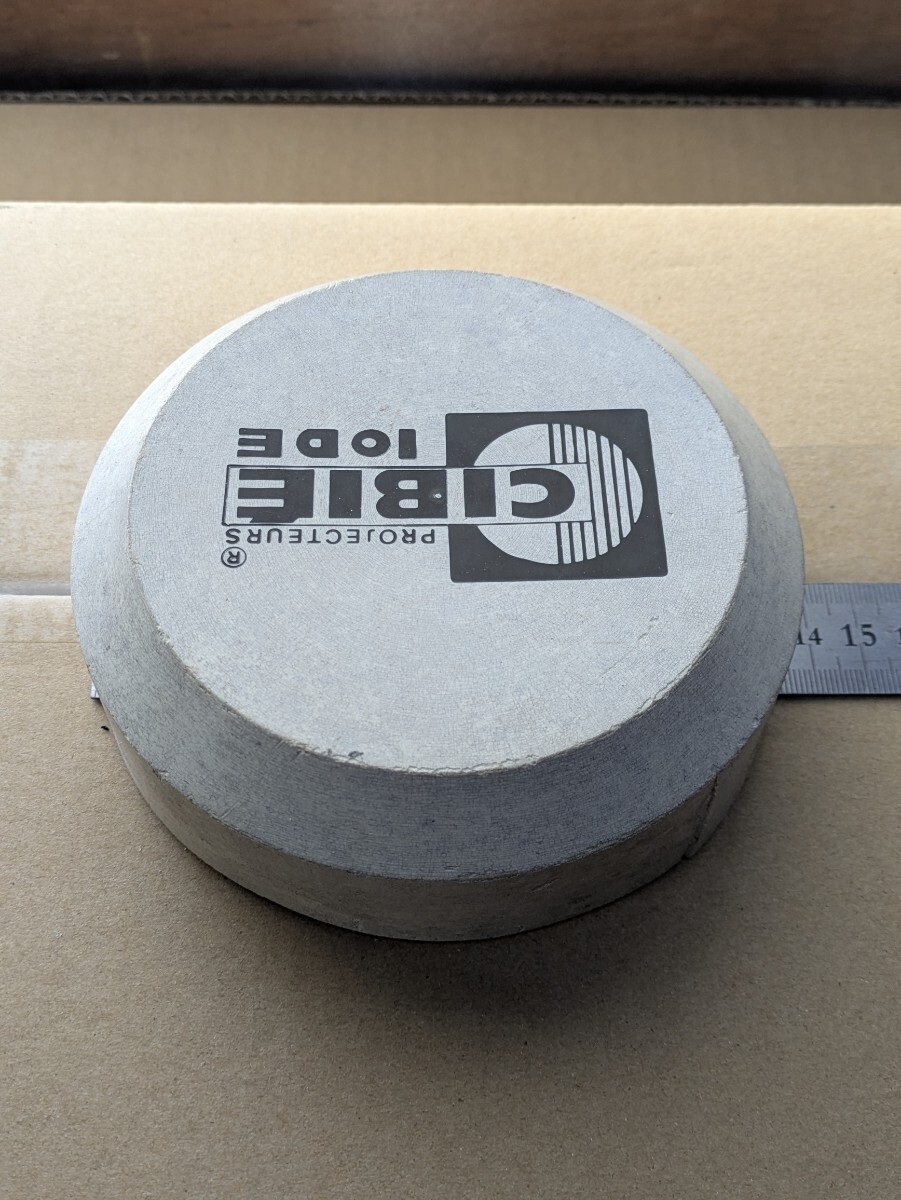 ®
PROJECTEURS
CIBIE
IODE
14 15